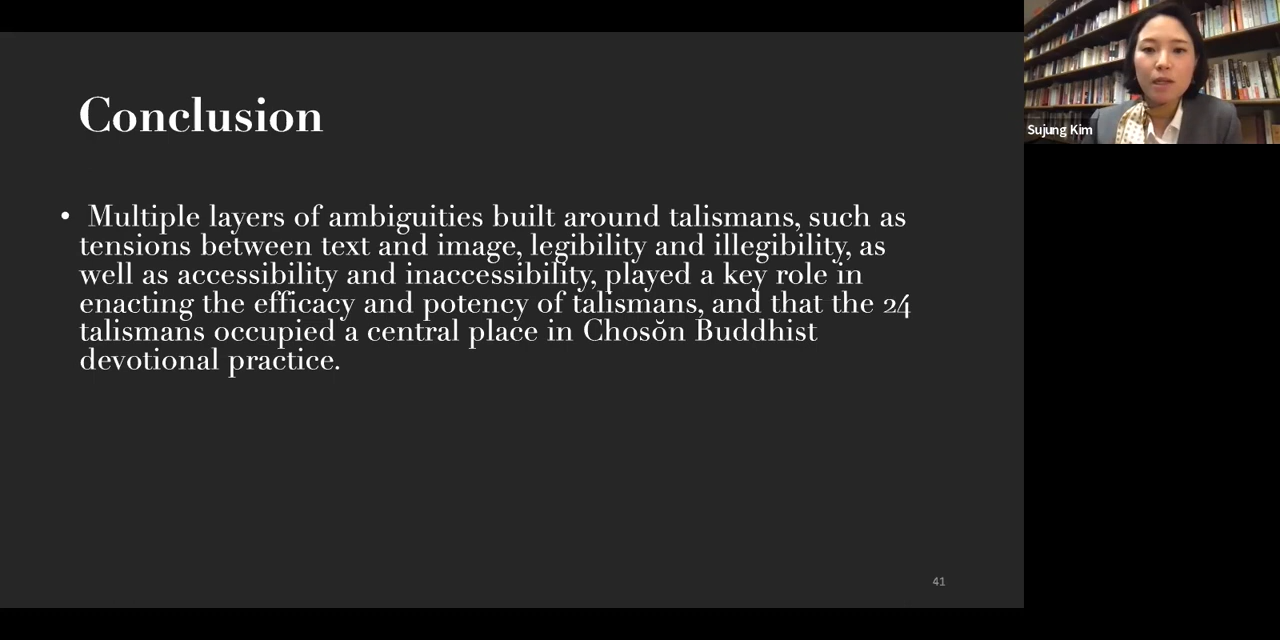 Conclusion
• Multiple layers of ambiguities built around talismans, such as
tensions between text and image, legibility and illegibility, as
well as accessibility and inaccessibility, played a key role in
enacting the efficacy and potency of talismans, and that the 24
talismans occupied a central place in Chosŏn Buddhist
devotional practice.
41
Sujung Kim